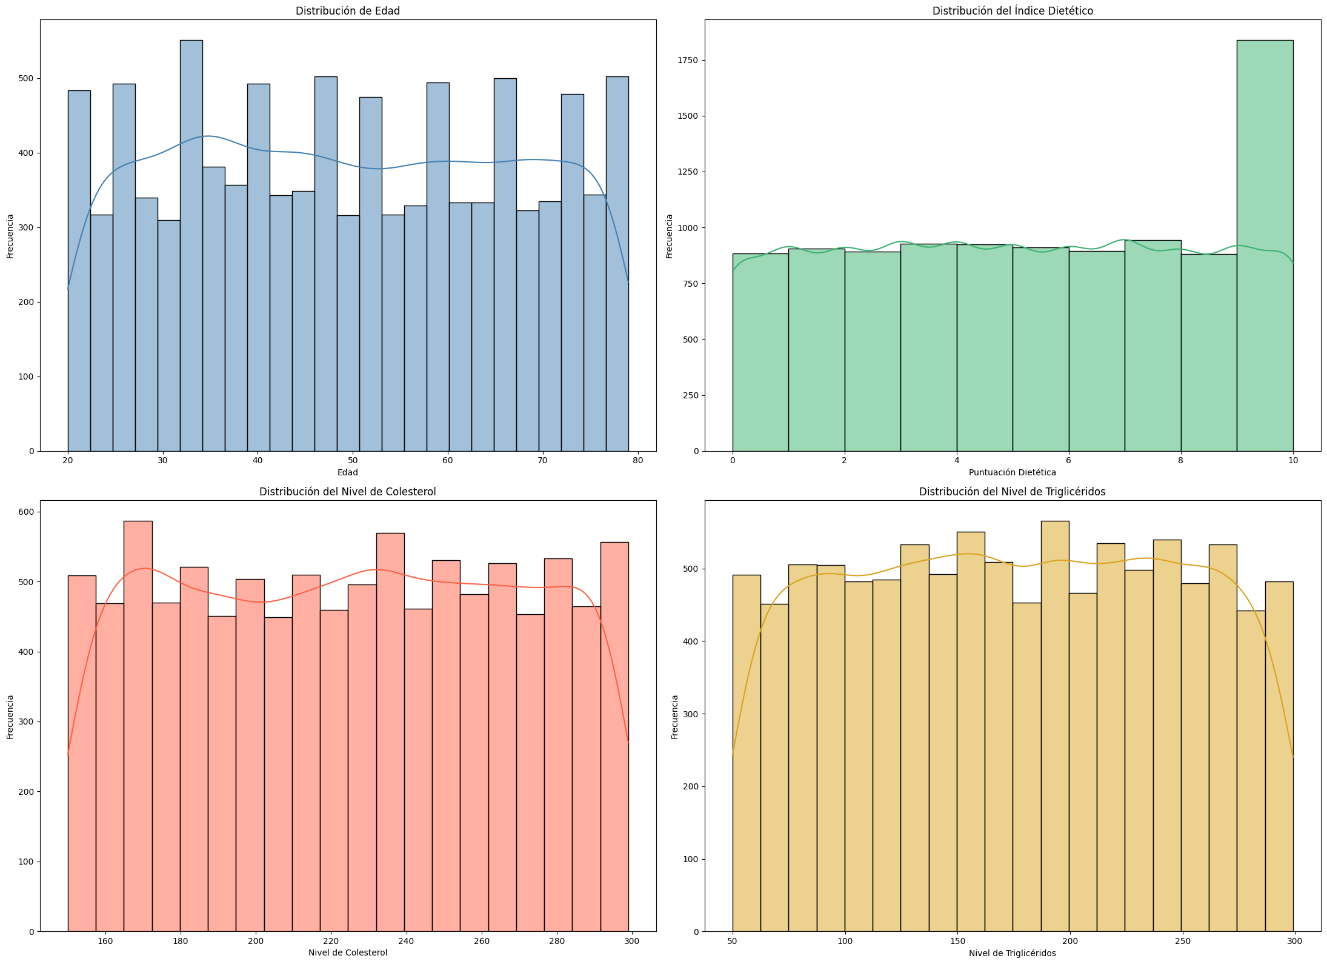 Distribución de Edad
500
400
300
200
100
0
Frecuencia
20 30 40 50 60 70 80
Edad
Distribución del Índice Dietético
1750
1500
1250
1000
750
500
250
0
Frecuencia
0 2 4 6 8 10
Puntuación Dietética
Distribución del Nivel de Colesterol
600
500
400
300
200
100
0
Frecuencia
160 180 200 220 240 260 280 300
Nivel de Colesterol
Distribución del Nivel de Triglicéridos
500
400
300
200
100
0
Frecuencia
50 100 150 200 250 300
Nivel de Triglicéridos